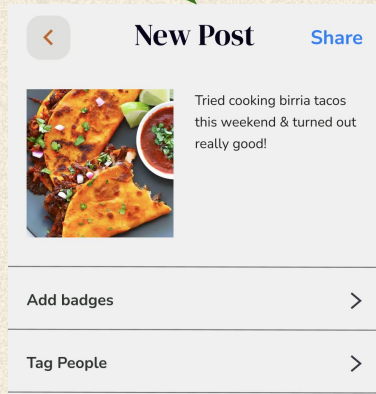 New Post
Share
Tried cooking birria tacos
this weekend & turned out
really good!
Add badges
Tag People